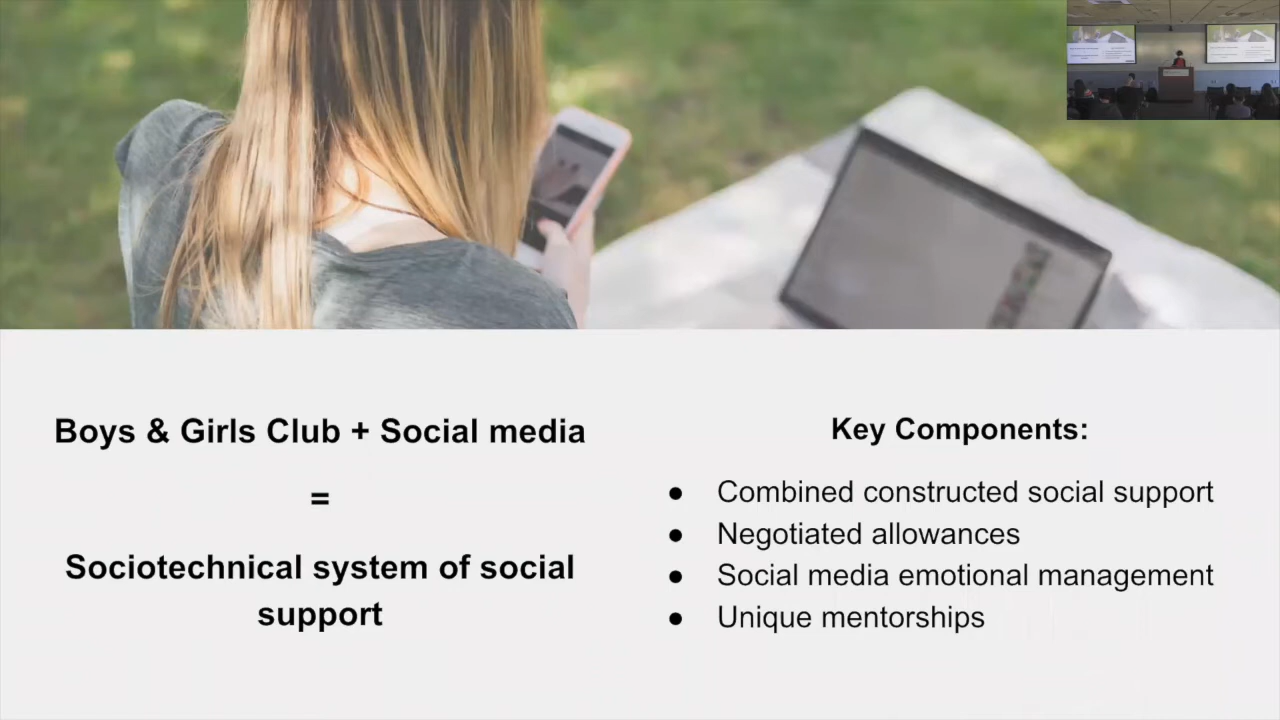 Boys & Girls Club + Social media
=
Sociotechnical system of social
support
Key Components:
● Combined constructed social support
● Negotiated allowances
● Social media emotional management
● Unique mentorships